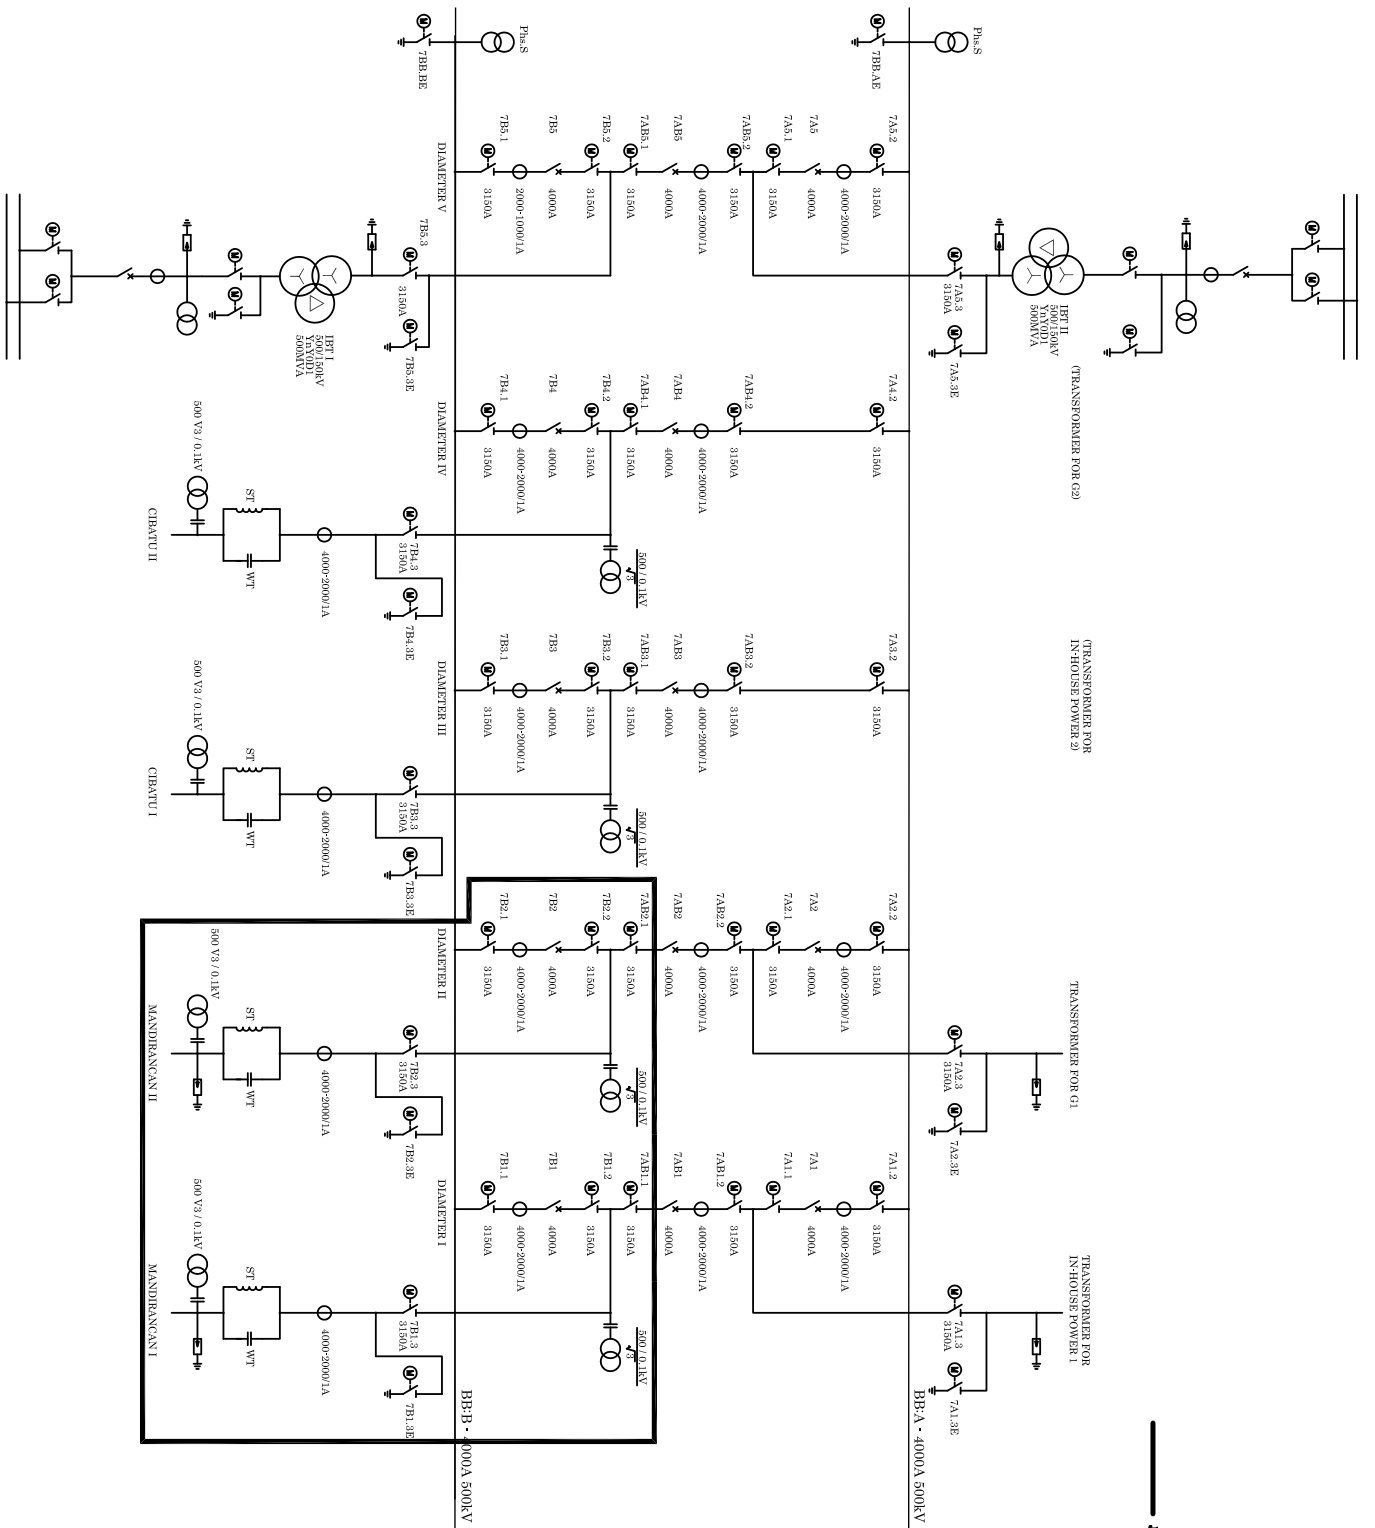 Phs.S
7BB.BE
Phs.S
7BB.AE
DIAMETER V
7B5.1
3150A
2000-1000/1A
7B5
4000A
7B5.2
3150A
7AB5.1
3150A
7AB5
4000A
4000-2000/1A
7AB5.2
3150A
7A5.1
3150A
7A5
4000A
4000-2000/1A
7A5.2
3150A
7B5.3
3150A
7B5.3E
IBT I
500/150kV
YnY0D1
500MVA
7A5.3
3150A
7A5.3E
IBT II
500/150kV
YnY0D1
500MVA
(TRANSFORMER FOR G2)
DIAMETER IV
7B4.1
3150A
4000-2000/1A
7B4
4000A
7B4.2
3150A
7AB4.1
3150A
7AB4
4000A
4000-2000/1A
7AB4.2
3150A
7A4.2
3150A
500 V3 / 0.1kV
ST
WT
CIBATU II
4000-2000/1A
7B4.3
3150A
7B4.3E
500 / 0.1kV
3
(TRANSFORMER FOR
IN-HOUSE POWER 2)
DIAMETER III
7B3.1
3150A
4000-2000/1A
7B3
4000A
7B3.2
3150A
7AB3.1
3150A
7AB3
4000A
4000-2000/1A
7AB3.2
3150A
7A3.2
3150A
500 V3 / 0.1kV
ST
WT
CIBATU I
4000-2000/1A
7B3.3
3150A
7B3.3E
500 / 0.1kV
3
DIAMETER II
7B2.1
3150A
4000-2000/1A
7B2
4000A
7B2.2
3150A
7AB2.1
3150A
7AB2
4000A
4000-2000/1A
7AB2.2
3150A
7A2.1
3150A
7A2
4000A
4000-2000/1A
7A2.2
3150A
500 V3 / 0.1kV
ST
WT
MANDIRANCAN II
4000-2000/1A
7B2.3
3150A
7B2.3E
500 / 0.1kV
3
7A2.3
3150A
7A2.3E
TRANSFORMER FOR G1
DIAMETER I
7B1.1
3150A
4000-2000/1A
7B1
4000A
7B1.2
3150A
7AB1.1
3150A
7AB1
4000A
4000-2000/1A
7AB1.2
3150A
7A1.1
3150A
7A1
4000A
4000-2000/1A
7A1.2
3150A
500 V3 / 0.1kV
ST
WT
MANDIRANCAN I
4000-2000/1A
7B1.3
3150A
7B1.3E
500 / 0.1kV
3
7A1.3
3150A
7A1.3E
TRANSFORMER FOR
IN-HOUSE POWER 1
BB:B - 4000A 500kV
BB:A - 4000A 500kV